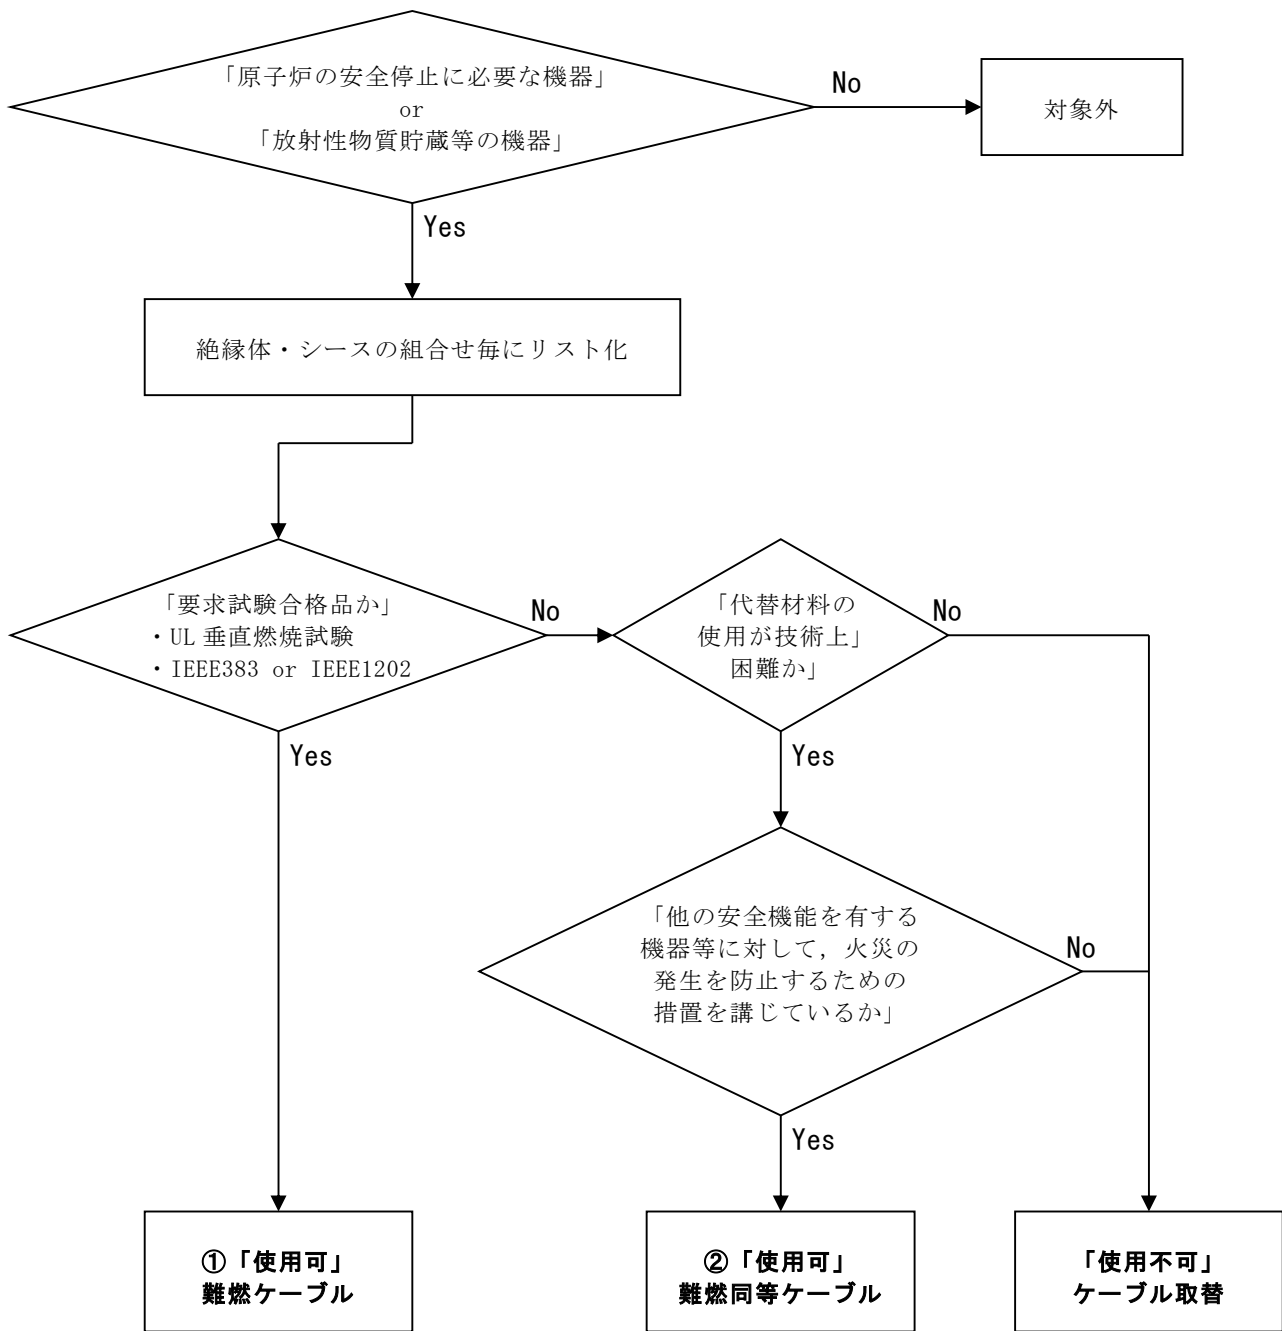 「原子炉の安全停止に必要な機器」
or
「放射性物質貯蔵等の機器」
No
対象外
Yes
絶縁体・シースの組合せ毎にリスト化
「要求試験合格品か」
・UL 垂直燃焼試験
・IEEE383 or IEEE1202
No
「代替材料の
使用が技術上」
困難か」
No
Yes
Yes
「他の安全機能を有する
機器等に対して，火災の
発生を防止するための
措置を講じているか」
No
Yes
①「使用可」
難燃ケーブル
②「使用可」
難燃同等ケーブル
「使用不可」
ケーブル取替